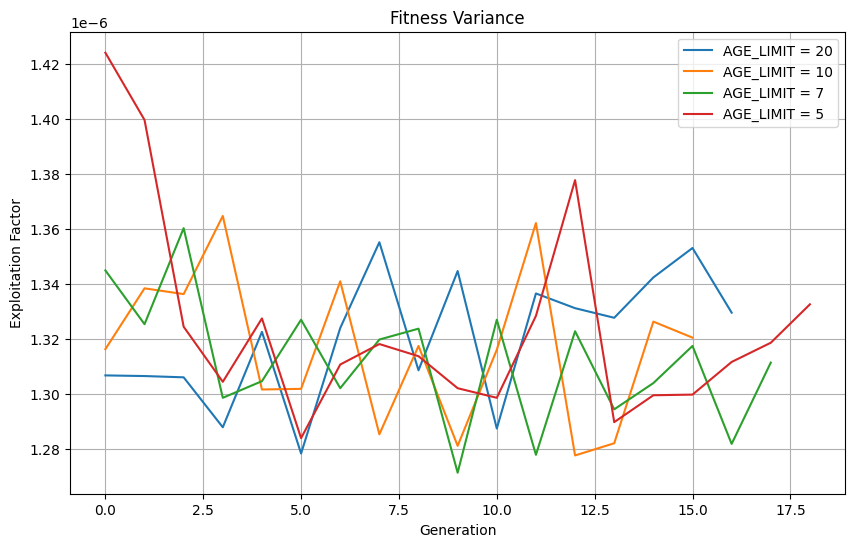 Fitness Variance
1e−6
1.42
1.40
1.38
1.36
1.34
1.32
1.30
1.28
Exploitation Factor
AGE_LIMIT = 20
AGE_LIMIT = 10
AGE_LIMIT = 7
AGE_LIMIT = 5
0.0 2.5 5.0 7.5 10.0 12.5 15.0 17.5
Generation